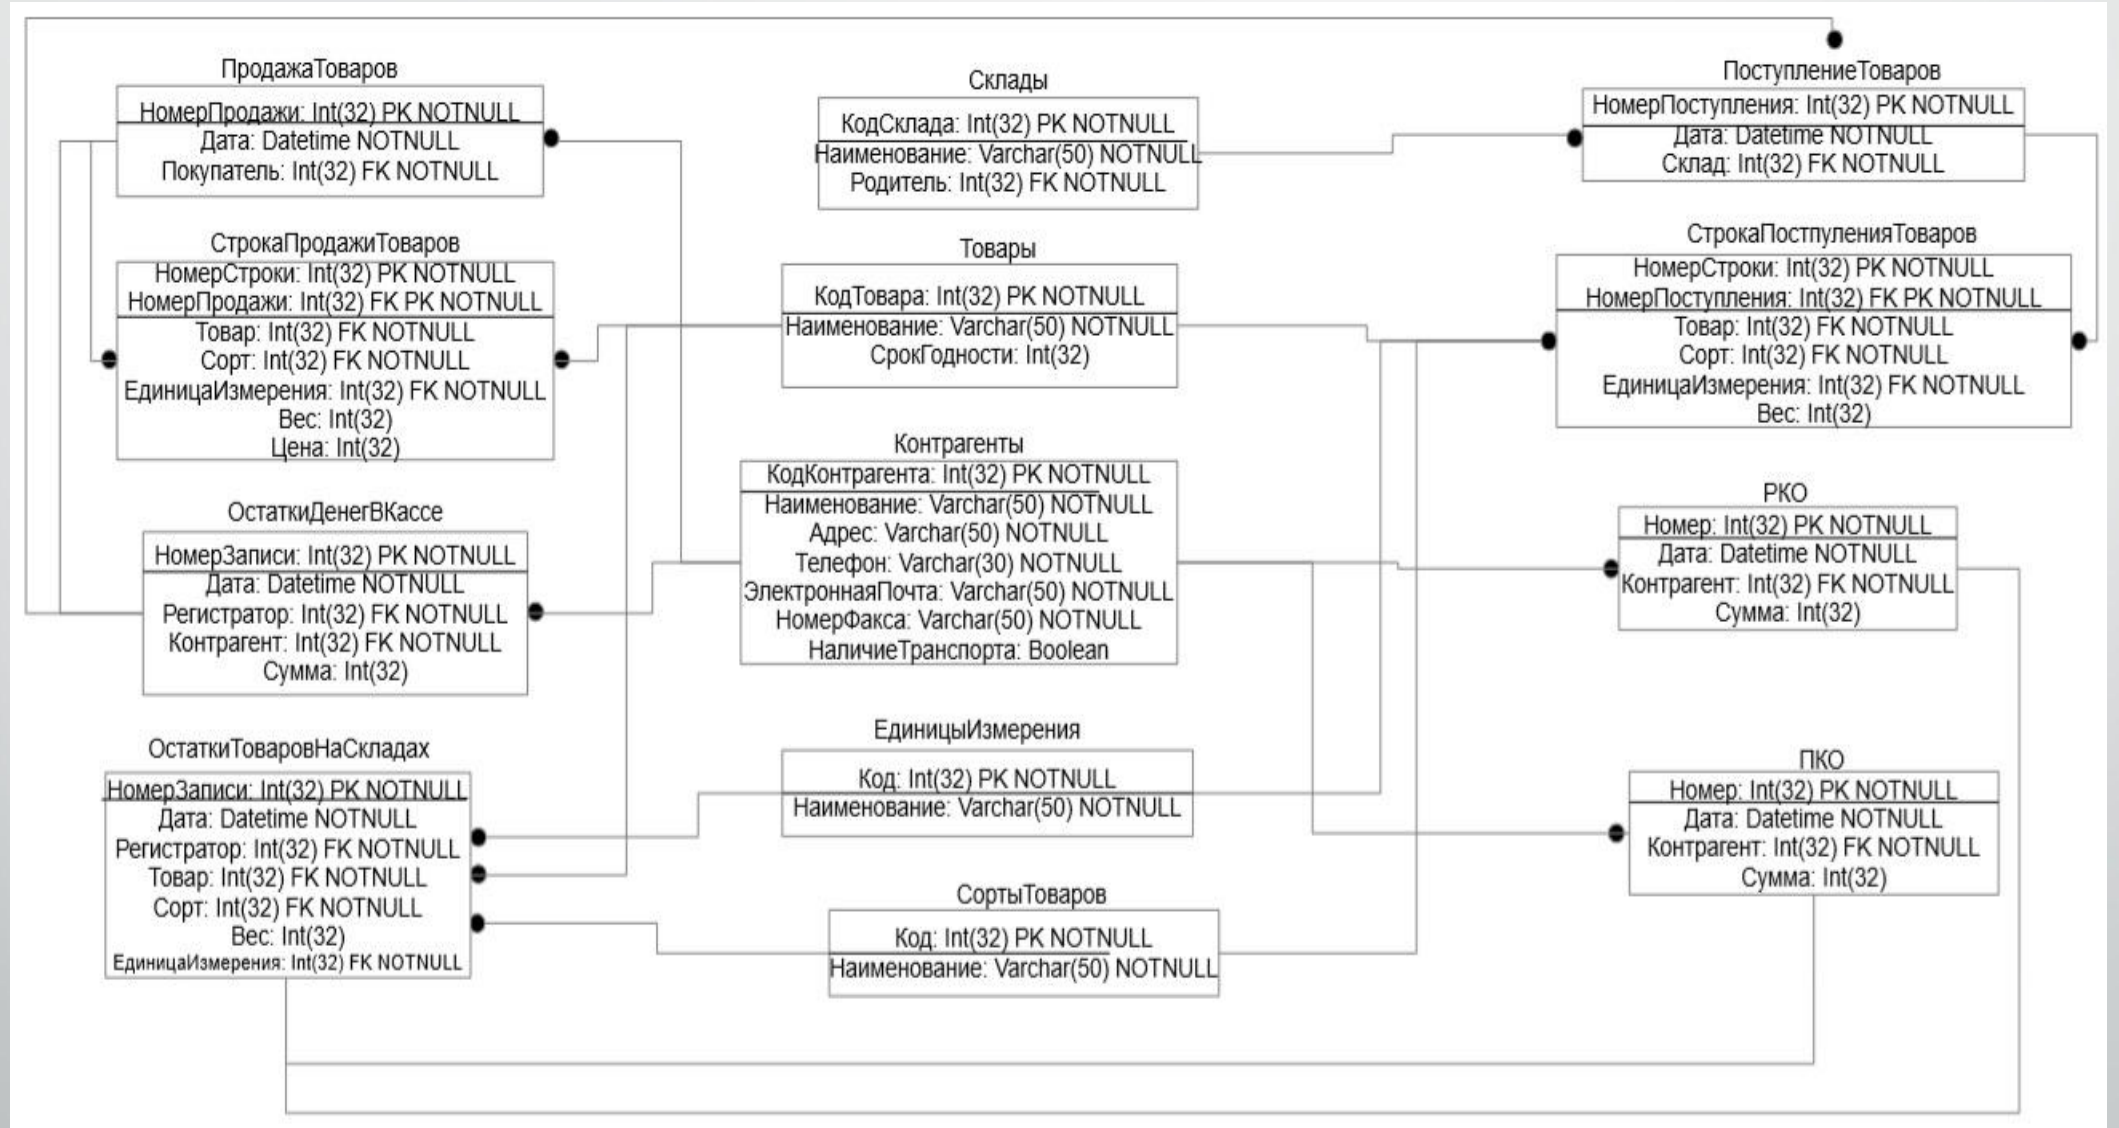 ПродажаТоваров
НомерПродажи: Int(32) PK NOTNULL
Дата: Datetime NOTNULL
Покупатель: Int(32) FK NOTNULL
СтрокаПродажиТоваров
НомерСтроки: Int(32) PK NOTNULL
НомерПродажи: Int(32) FK PK NOTNULL
Товар: Int(32) FK NOTNULL
Сорт: Int(32) FK NOTNULL
ЕдиницаИзмерения: Int(32) FK NOTNULL
Вес: Int(32)
Цена: Int(32)
ОстаткиДенегВКассе
НомерЗаписи: Int(32) PK NOTNULL
Дата: Datetime NOTNULL
Регистратор: Int(32) FK NOTNULL
Контрагент: Int(32) FK NOTNULL
Сумма: Int(32)
ОстаткиТоваровНаСкладах
НомерЗаписи: Int(32) PK NOTNULL
Дата: Datetime NOTNULL
Регистратор: Int(32) FK NOTNULL
Товар: Int(32) FK NOTNULL
Сорт: Int(32) FK NOTNULL
Вес: Int(32)
ЕдиницаИзмерения: Int(32) FK NOTNULL
Склады
КодСклада: Int(32) PK NOTNULL
Наименование: Varchar(50) NOTNULL
Родитель: Int(32) FK NOTNULL
Товары
КодТовара: Int(32) PK NOTNULL
Наименование: Varchar(50) NOTNULL
СрокГодности: Int(32)
Контрагенты
КодКонтрагента: Int(32) PK NOTNULL
Наименование: Varchar(50) NOTNULL
Адрес: Varchar(50) NOTNULL
Телефон: Varchar(30) NOTNULL
ЭлектроннаяПочта: Varchar(50) NOTNULL
НомерФакса: Varchar(50) NOTNULL
НаличиеТранспорта: Boolean
ЕдиницыИзмерения
Код: Int(32) PK NOTNULL
Наименование: Varchar(50) NOTNULL
СортыТоваров
Код: Int(32) PK NOTNULL
Наименование: Varchar(50) NOTNULL
ПоступлениеТоваров
НомерПоступления: Int(32) PK NOTNULL
Дата: Datetime NOTNULL
Склад: Int(32) FK NOTNULL
СтрокаПостпуленияТоваров
НомерСтроки: Int(32) PK NOTNULL
НомерПоступления: Int(32) FK PK NOTNULL
Товар: Int(32) FK NOTNULL
Сорт: Int(32) FK NOTNULL
ЕдиницаИзмерения: Int(32) FK NOTNULL
Вес: Int(32)
РКО
Номер: Int(32) PK NOTNULL
Дата: Datetime NOTNULL
Контрагент: Int(32) FK NOTNULL
Сумма: Int(32)
ПКО
Номер: Int(32) PK NOTNULL
Дата: Datetime NOTNULL
Контрагент: Int(32) FK NOTNULL
Сумма: Int(32)